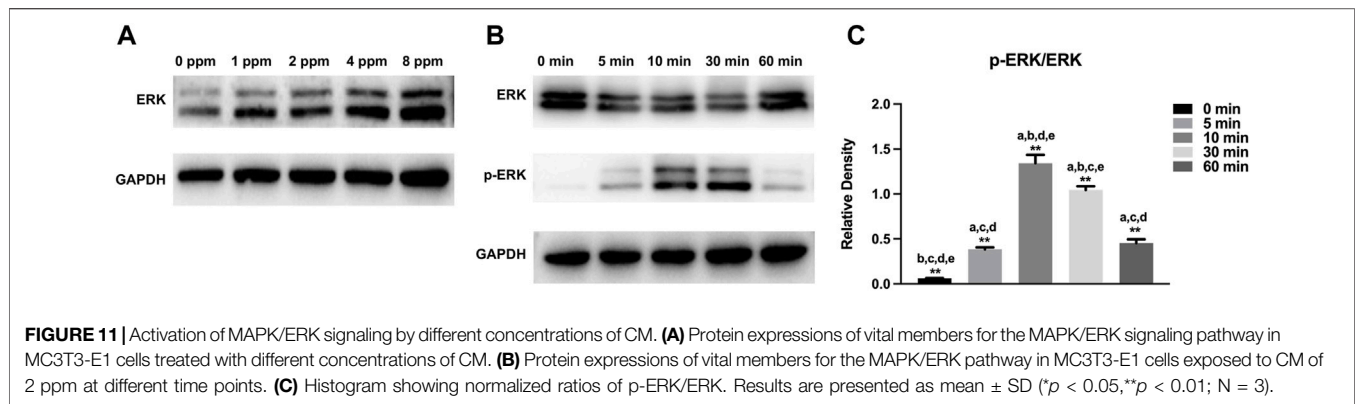 A
0 ppm 1 ppm 2 ppm 4 ppm 8 ppm
ERK
GAPDH
B
0 min 5 min 10 min 30 min 60 min
ERK
p-ERK
GAPDH
C
p-ERK/ERK
Relative Density
2.0
1.5
1.0
0.5
0.0
b,c,d,e
**
a,c,d
**
a,b,d,e
**
a,b,c,e
**
a,c,d
**
0 min
5 min
10 min
30 min
60 min
FIGURE 11 | Activation of MAPK/ERK signaling by different concentrations of CM. (A) Protein expressions of vital members for the MAPK/ERK signaling pathway in
MC3T3-E1 cells treated with different concentrations of CM. (B) Protein expressions of vital members for the MAPK/ERK pathway in MC3T3-E1 cells exposed to CM of
2 ppm at different time points. (C) Histogram showing normalized ratios of p-ERK/ERK. Results are presented as mean ± SD (*p < 0.05,**p < 0.01; N = 3).